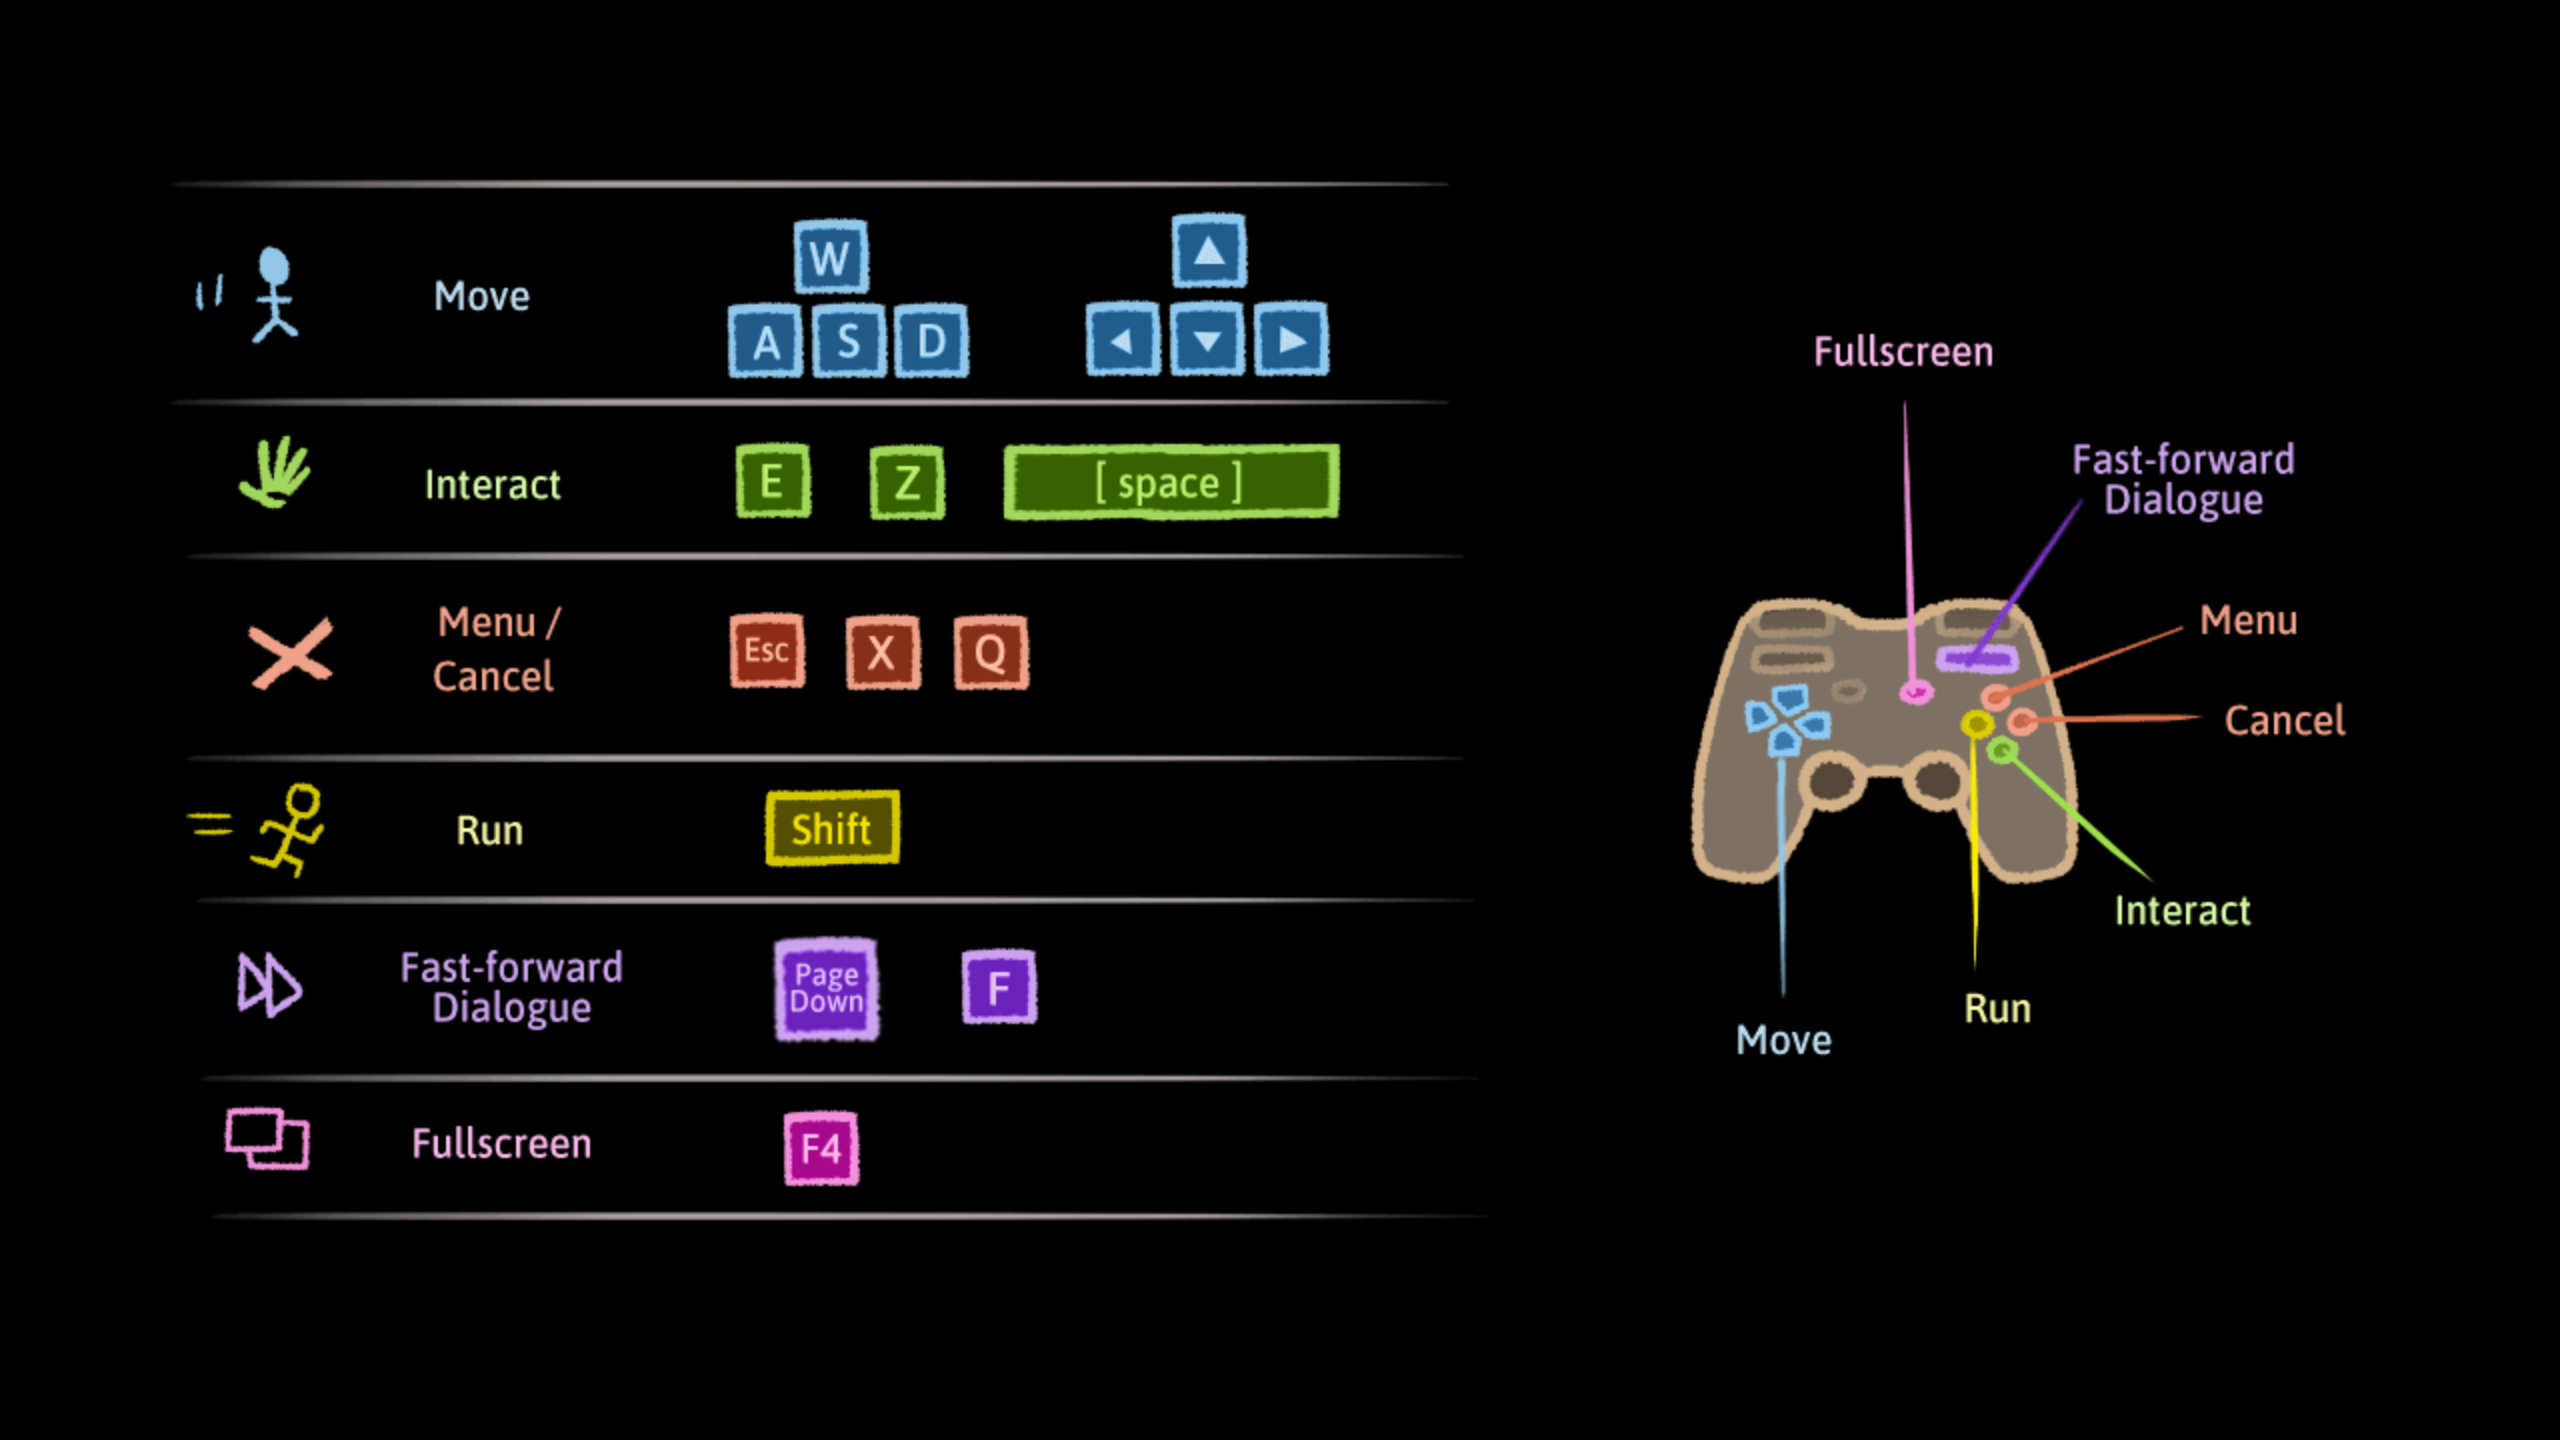 Move
W
A S D
▲
◀ ▼ ▶
Interact
E
Z
[ space ]
Menu /
Cancel
Esc
X
Q
Run
Shift
Fast-forward
Dialogue
Page
Down
F
Fullscreen
F4
Fullscreen
Fast-forward
Dialogue
Menu
Cancel
Interact
Run
Move